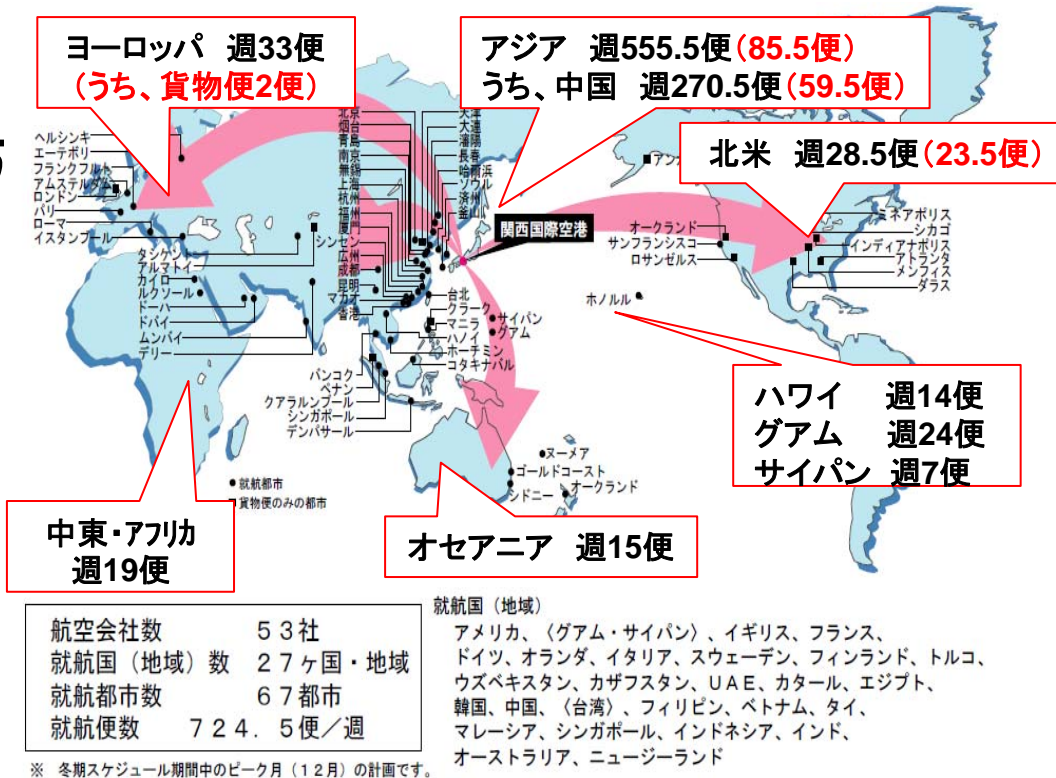 ヨーロッパ 週33便
(うち、貨物便2便)
アジア 週555.5便(85.5便)
うち、中国 週270.5便(59.5便)
北米 週28.5便(23.5便)
ヘルシンキ
エーテボリ
フランクフルト
アムステルダム
ロンドン
パリ
ローマ
イスタンブール
タシケント
アルマトイ
カイロ
ルクソール
ドーハ
ドバイ
ムンバイ
デリー
北京
烟台
青島
南京
無錫
上海
杭州
福州
厦門
シンセン
広州
成都
昆明
マカオ
香港
天津
大連
瀋陽
長春
哈爾浜
ソウル
済州
釜山
関西国際空港
台北
クラーク
マニラ
ハノイ
ホーチミン
コタキナバル
サイパン
グアム
バンコク
ペナン
クアラルンプール
シンガポール
デンパサール
オークランド
サンフランシスコ
ロサンゼルス
ミネアポリス
シカゴ
インディアナポリス
アトランタ
メンフィス
ダラス
ホノルル
ハワイ 週14便
グアム 週24便
サイパン 週7便
ヌーメア
ゴールドコースト
オークランド
シドニー
●就航都市
■貨物便のみの都市
中東・アフリカ
週19便
オセアニア 週15便
航空会社数 53社
就航国(地域)数 27ヶ国・地域
就航都市数 67都市
就航便数 724.5便/週
※ 冬期スケジュール期間中のピーク月(12月)の計画です。
就航国(地域)
アメリカ、〈グアム・サイパン〉、イギリス、フランス、
ドイツ、オランダ、イタリア、スウェーデン、フィンランド、トルコ、
ウズベキスタン、カザフスタン、UAE、カタール、エジプト、
韓国、中国、〈台湾〉、フィリピン、ベトナム、タイ、
マレーシア、シンガポール、インドネシア、インド、
オーストラリア、ニュージーランド